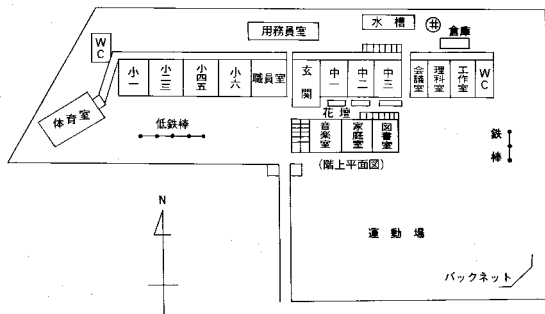 用務員室
水槽
井
倉庫
WC
小一
小二三
小四五
小六
職員室
玄関
中一
中二
中三
会議室
理科室
工作室
WC
体育室
低鉄棒
花壇
音楽室
家庭室
図書室
(階上平面図)
鉄棒
N
運動場
バックネット